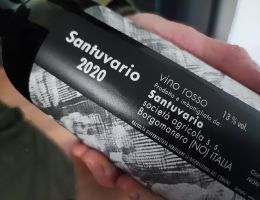 Santuvario
2020
vino rosso
13% vol.
Prodotto e imbottigliato da:
Santuvario
società agricola s. s.
Borgomanero (NO) ITALIA